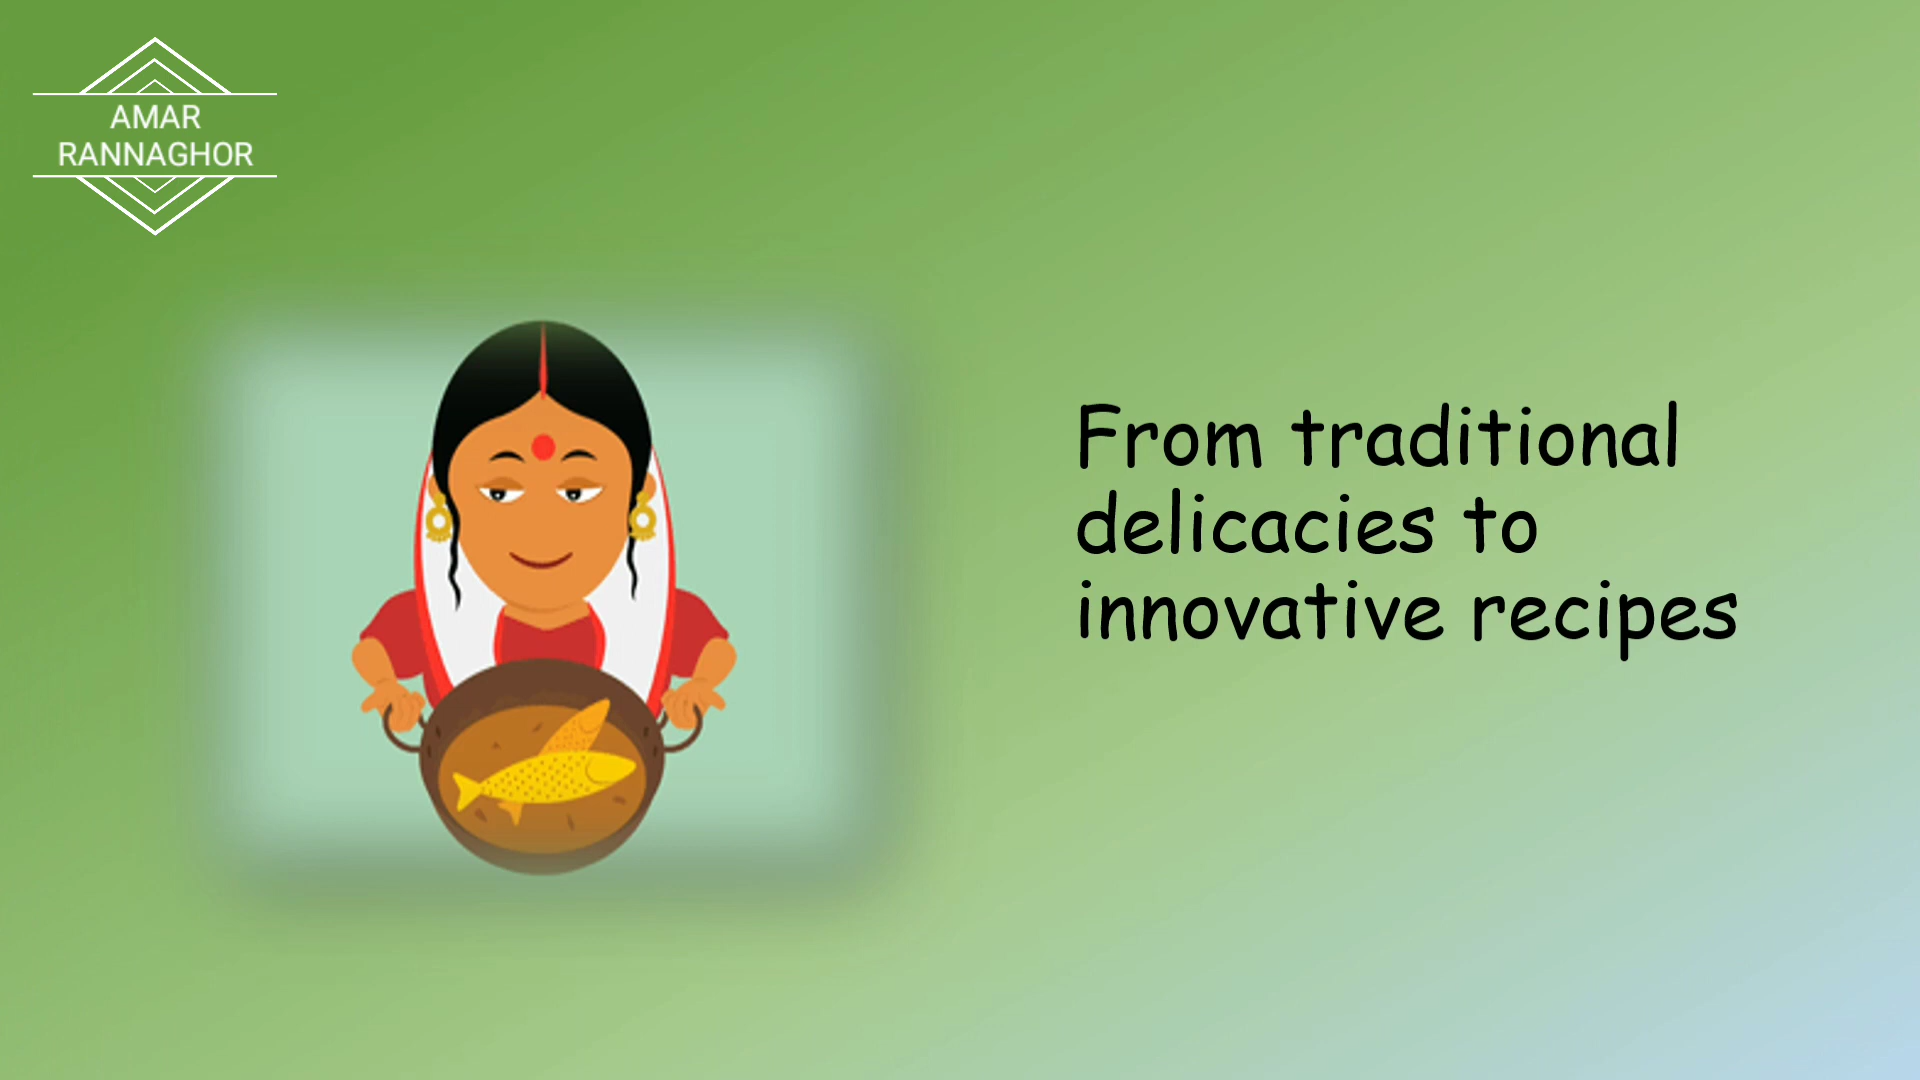 AMAR
RANNAGHOR
From traditional
delicacies to
innovative recipes